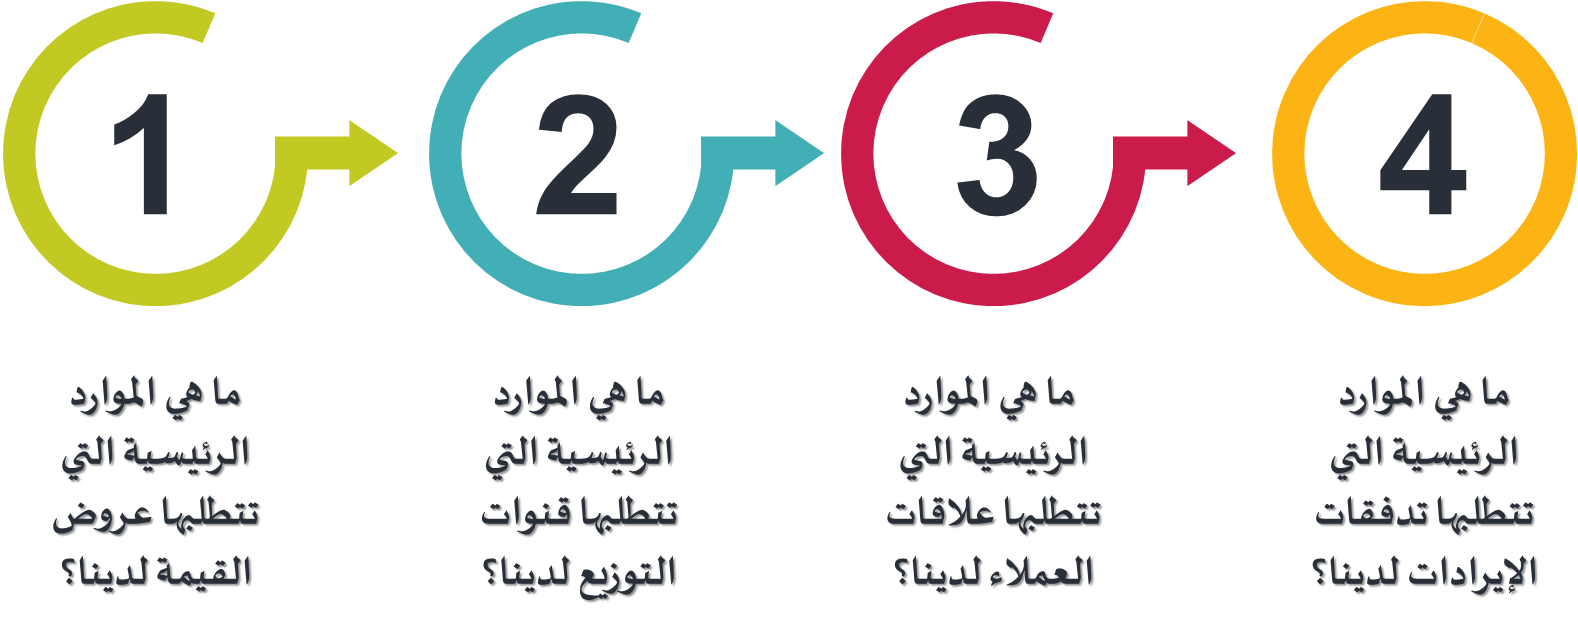 1
ما هي الموارد
الرئيسية التي
تتطلبها عروض
القيمة لدينا؟
2
ما هي الموارد
الرئيسية التي
تتطلبها قنوات
التوزيع لدينا؟
3
ما هي الموارد
الرئيسية التي
تتطلبها علاقات
العملاء لدينا؟
4
ما هي الموارد
الرئيسية التي
تتطلبها تدفقات
الإيرادات لدينا؟